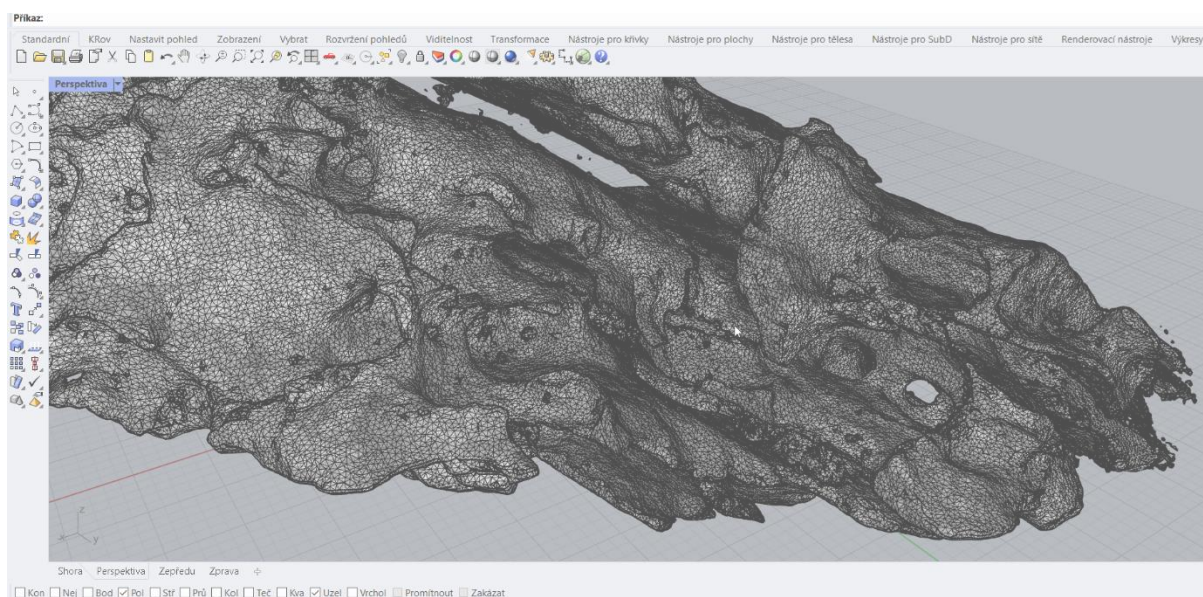 Příkaz:
Standardní KRov Nastavit pohled Zobrazení Vybrat Rozvržení pohledů Viditelnost Transformace Nástroje pro křivky Nástroje pro plochy Nástroje pro tělesa Nástroje pro SubD Nástroje pro sítě Renderovací nástroje Výkresy
Perspektiva
z
x y
Shora Perspektiva Zepředu Zprava
Kon Nej Bod Pol Stř Prů Kol Teč Kva Uzel Vrchol Promítnout Zakázat